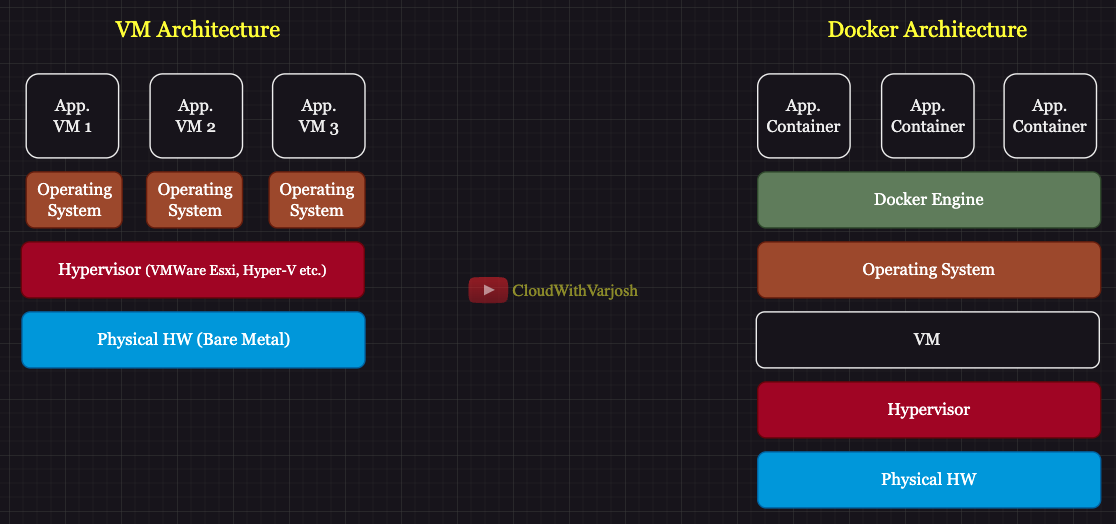 VM Architecture
App.
VM 1
App.
VM 2
App.
VM 3
Operating
System
Operating
System
Operating
System
Hypervisor (VMWare Esxi, Hyper-V etc.)
Physical HW (Bare Metal)
CloudWithVarjosh
Docker Architecture
App.
Container
App.
Container
App.
Container
Docker Engine
Operating System
VM
Hypervisor
Physical HW